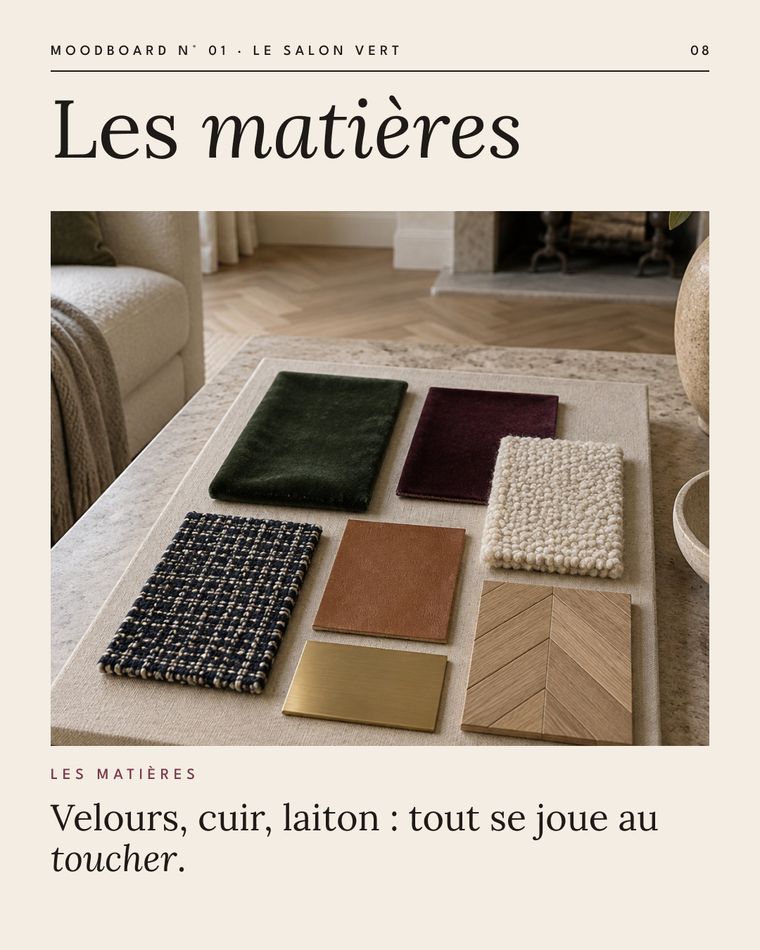 MOODBOARD N° 01 · LE SALON VERT
08
Les matières
LES MATIÈRES
Velours, cuir, laiton : tout se joue au
toucher.